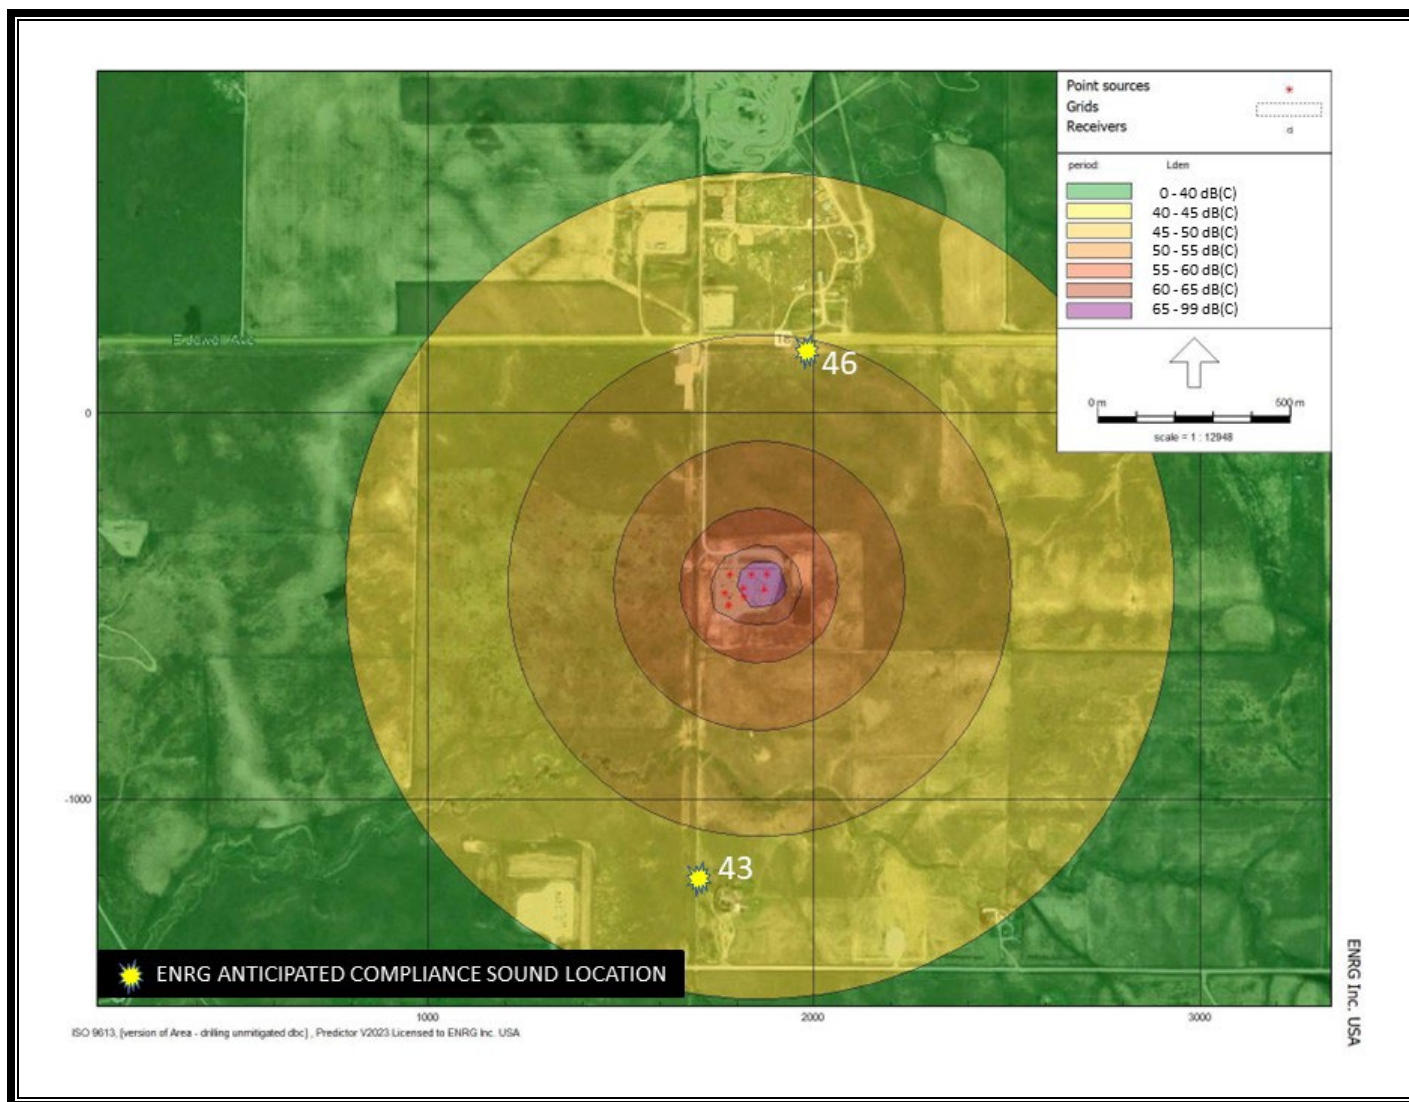 Point sources
Grids
Receivers
period: Lden
0 - 40 dB(C)
40 - 45 dB(C)
45 - 50 dB(C)
50 - 55 dB(C)
55 - 60 dB(C)
60 - 65 dB(C)
65 - 99 dB(C)
0 m 500 m
scale = 1 : 12948
46
0
-1000
43
ENRG ANTICIPATED COMPLIANCE SOUND LOCATION
1000 2000 3000
ISO 9613, [version of Area - drilling unmitigated dbc] , Predictor V2023 Licensed to ENRG Inc. USA
ENRG Inc. USA